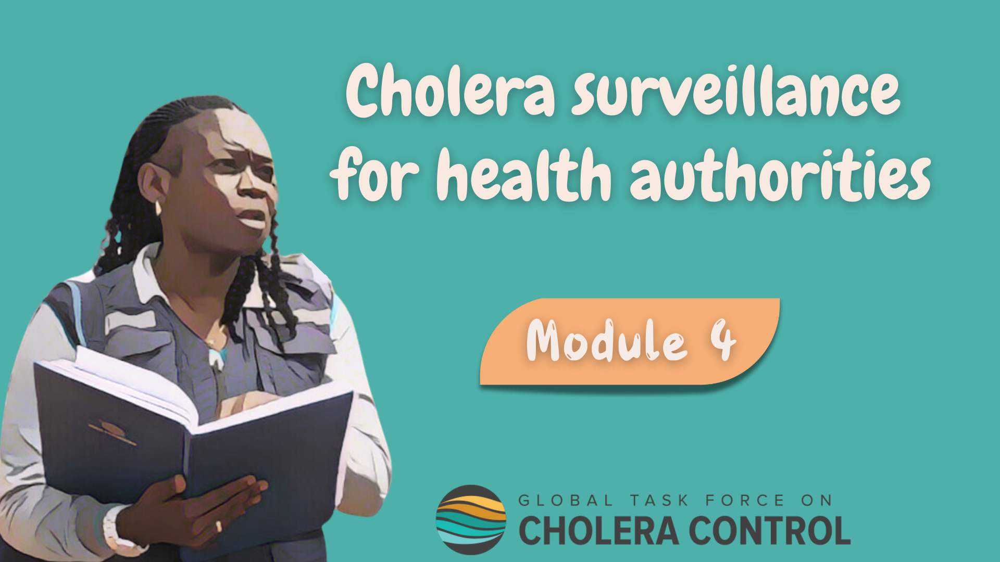 Cholera surveillance
for health authorities
Module 4
GLOBAL TASK FORCE ON
CHOLERA CONTROL